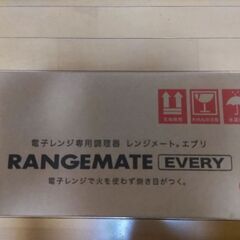 電子レンジ専用調理器 レンジメート。エブリ
RANGEMATE EVERY
電子レンジで火を使わず焼き目がつく。